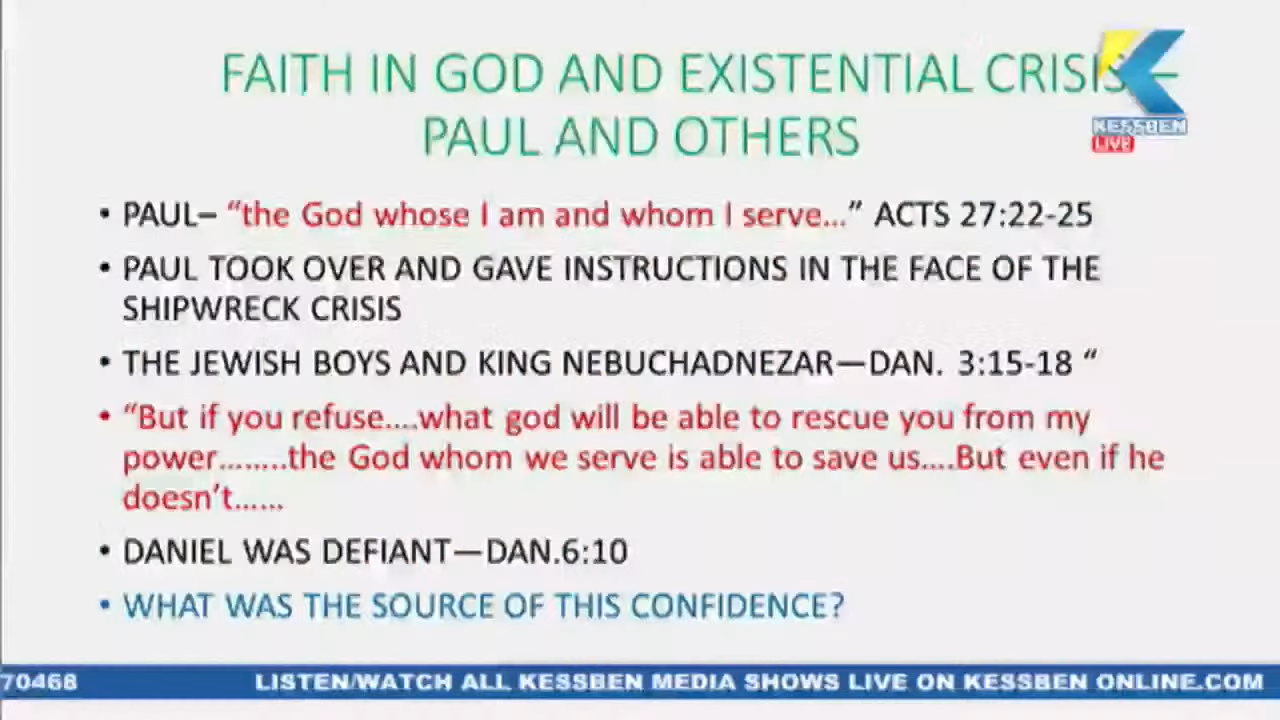 FAITH IN GOD AND EXISTENTIAL CRISIS –
PAUL AND OTHERS
KESSBEN
LIVE
• PAUL– “the God whose I am and whom I serve...” ACTS 27:22-25
• PAUL TOOK OVER AND GAVE INSTRUCTIONS IN THE FACE OF THE
SHIPWRECK CRISIS
• THE JEWISH BOYS AND KING NEBUCHADNEZAR—DAN. 3:15-18 “
• “But if you refuse....what god will be able to rescue you from my
power........the God whom we serve is able to save us....But even if he
doesn’t......
• DANIEL WAS DEFIANT—DAN.6:10
• WHAT WAS THE SOURCE OF THIS CONFIDENCE?
70468 LISTEN/WATCH ALL KESSBEN MEDIA SHOWS LIVE ON KESSBEN ONLINE.COM